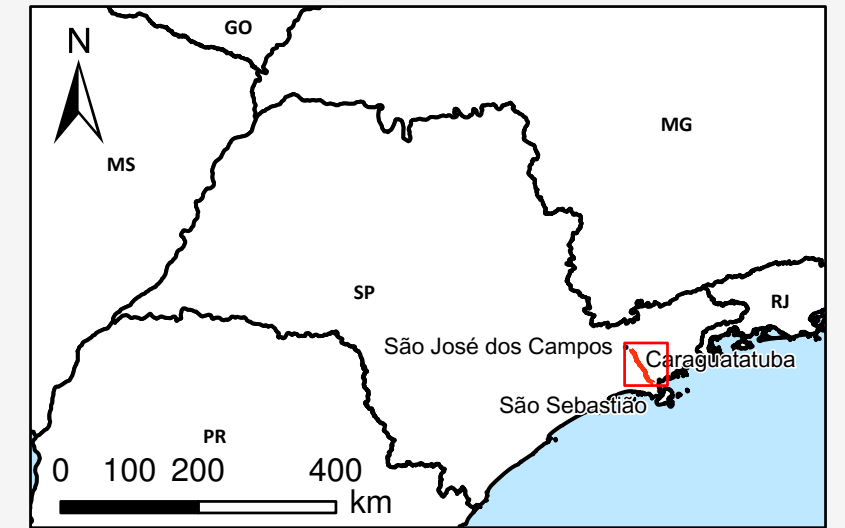 GO
N
MG
MS
SP
RJ
São José dos Campos
Caraguatatuba
São Sebastião
PR
0 100 200 400
km